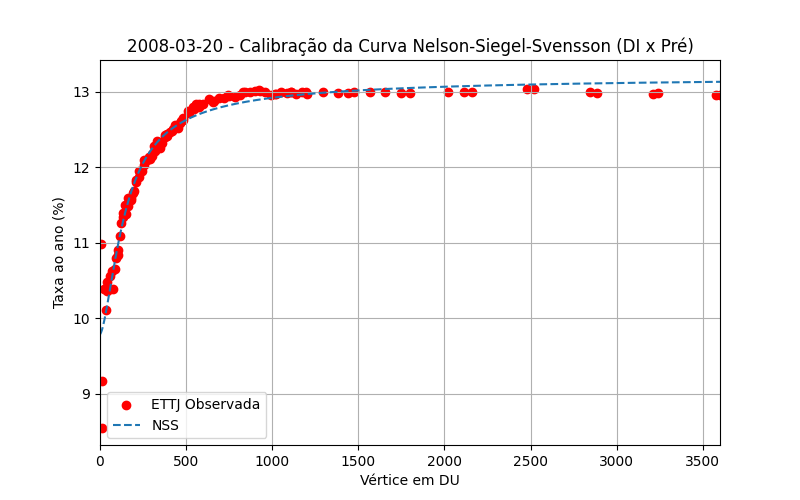 2008-03-20 - Calibração da Curva Nelson-Siegel-Svensson (DI x Pré)
13
12
11
10
9
Taxa ao ano (%)
ETTJ Observada
NSS
0 500 1000 1500 2000 2500 3000 3500
Vértice em DU